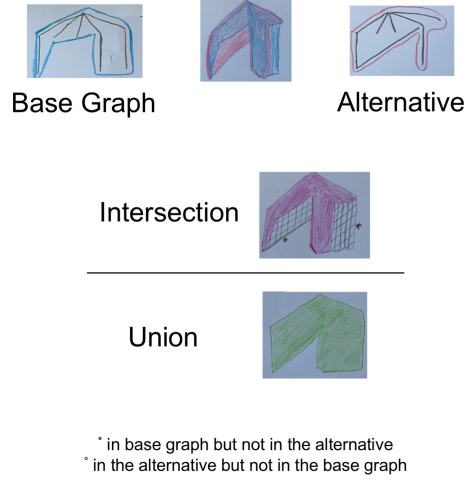 Base Graph
Alternative
Intersection
Union
* in base graph but not in the alternative
° in the alternative but not in the base graph